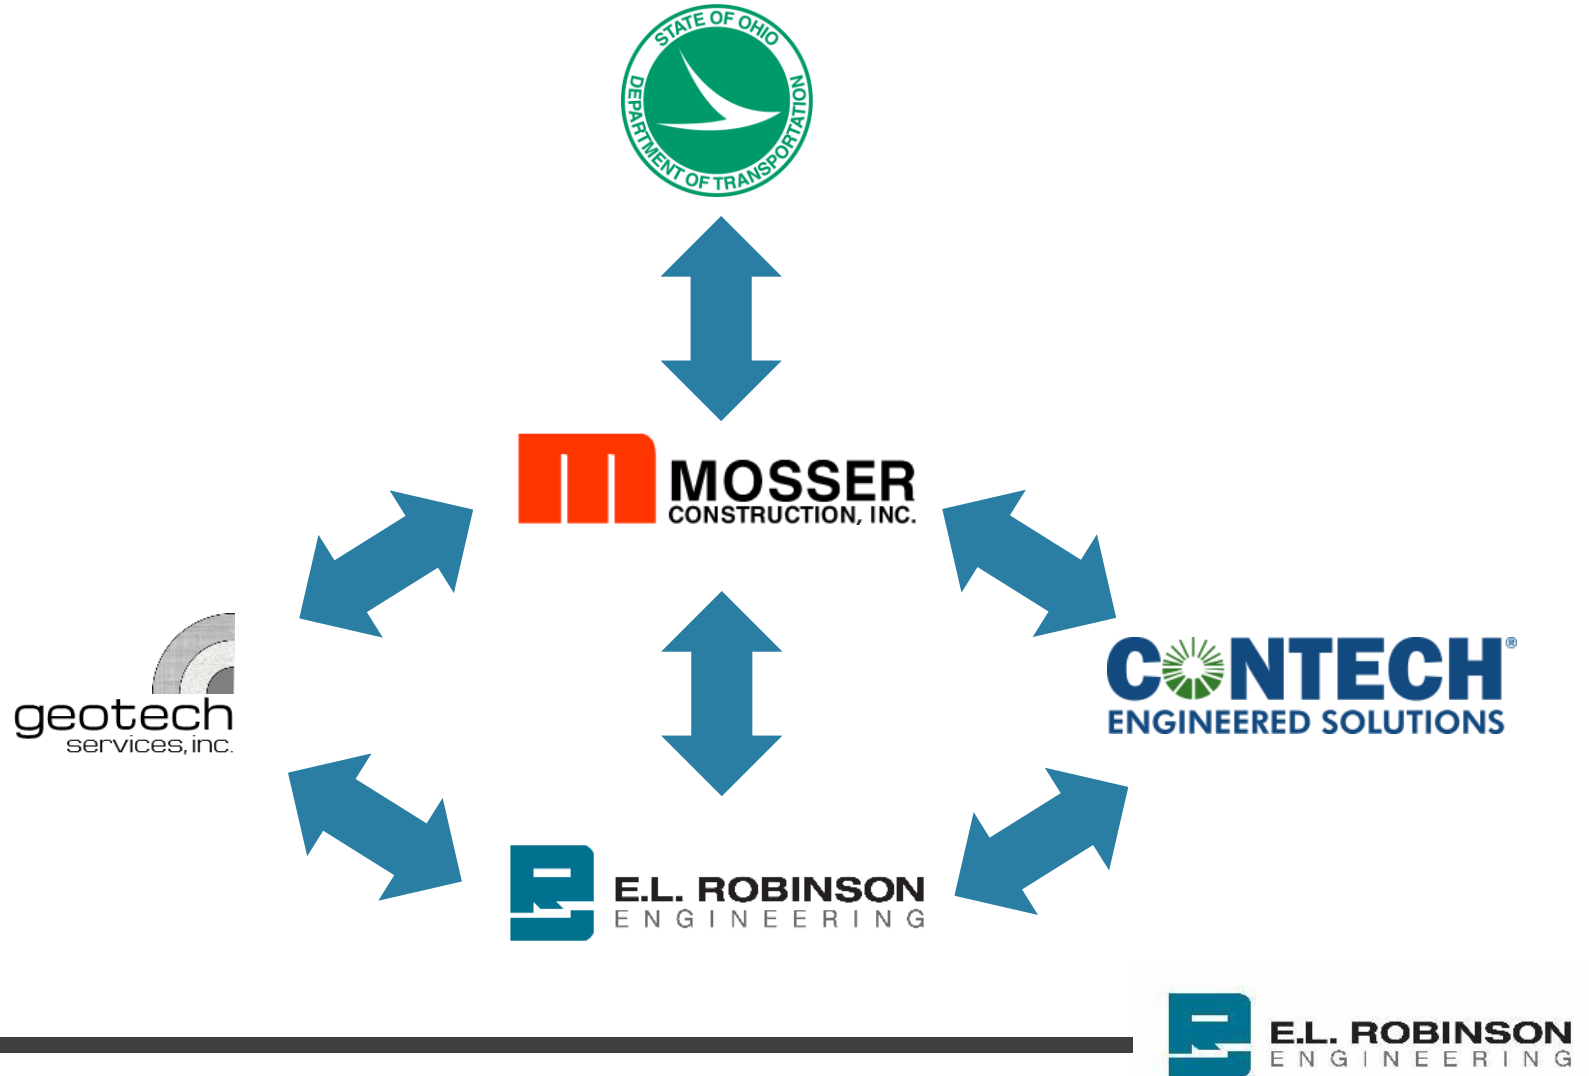 STATE OF OHIO
DEPARTMENT OF TRANSPORTATION
MOSSER
CONSTRUCTION, INC.
geotech
services, inc.
CONTECH®
ENGINEERED SOLUTIONS
E.L. ROBINSON
ENGINEERING
E.L. ROBINSON
ENGINEERING